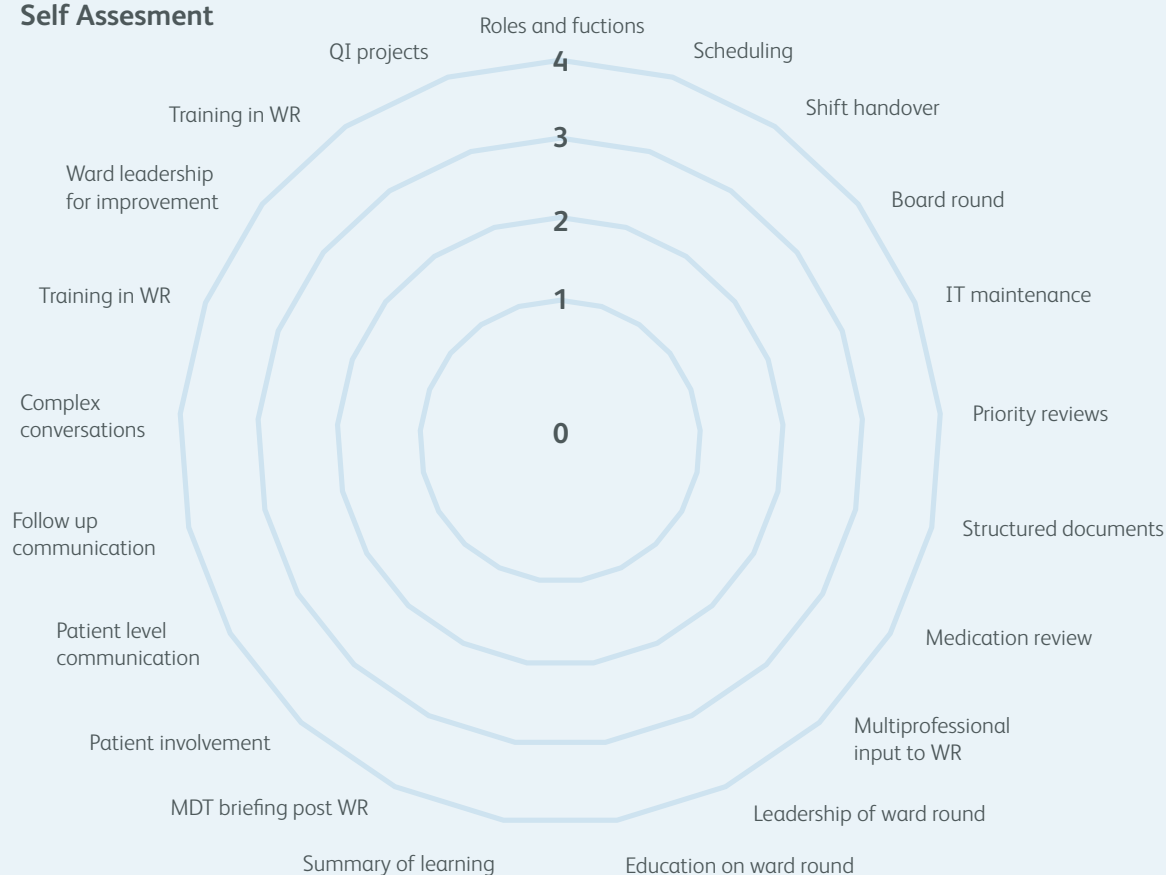 Self Assesment
Roles and fuctions
Scheduling
Shift handover
Board round
IT maintenance
Priority reviews
Structured documents
Medication review
Multiprofessional
input to WR
Leadership of ward round
Education on ward round
Summary of learning
MDT briefing post WR
Patient involvement
Patient level
communication
Follow up
communication
Complex
conversations
Training in WR
Ward leadership
for improvement
Training in WR
QI projects
4
3
2
1
0